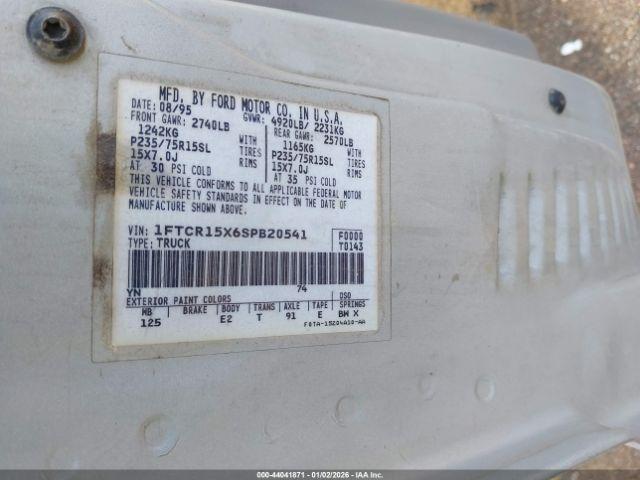 MFD. BY FORD MOTOR CO. IN U.S.A.
DATE: 08/95 GVWR: 4920LB/ 2231KG
FRONT GAWR: 2740LB REAR GAWR: 2570LB
1242KG WITH 1165KG WITH
P235/75R15SL TIRES P235/75R15SL TIRES
15X7.0J RIMS 15X7.0J RIMS
AT 30 PSI COLD AT 35 PSI COLD
THIS VEHICLE CONFORMS TO ALL APPLICABLE FEDERAL MOTOR
VEHICLE SAFETY STANDARDS IN EFFECT ON THE DATE OF
MANUFACTURE SHOWN ABOVE.
VIN: 1FTCR15X6SPB20541 F0000
TYPE: TRUCK T0143
YN 74
EXTERIOR PAINT COLORS DSO
WB BRAKE BODY TRANS AXLE TAPE SPRINGS
125 E2 T 91 E BW X
F0TA-15204A10-AA
000-44041871 - 01/02/2026 - IAA Inc.